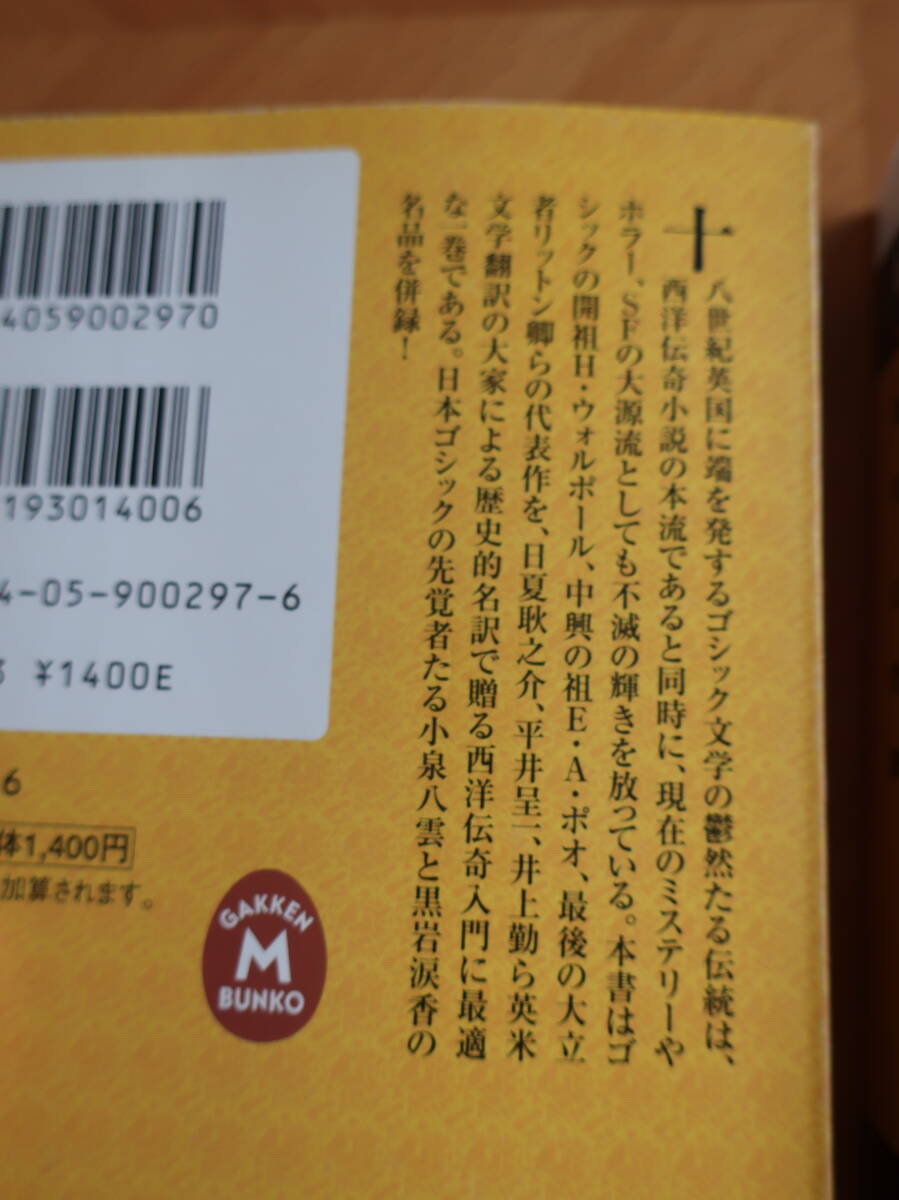 十八世紀英国に端を発するゴシック文学の鬱然たる伝統は、
西洋伝奇小説の本流であると同時に、現在のミステリーや
ホラー、SFの大源流としても不滅の輝きを放っている。本書はゴ
シックの開祖H・ウォルポール、中興の祖E・A・ポオ、最後の大立
者リットン卿らの代表作を、日夏耿之介、平井呈一、井上勤ら英米
文学翻訳の大家による歴史的名訳で贈る西洋伝奇入門に最適
な一巻である。日本ゴシックの先覚者たる小泉八雲と黒岩涙香の
名品を併録！
4059002970
193014006
4-05-900297-6
3 ¥1400E
6
体1,400円
加算されます。
GAKKEN
M
BUNKO